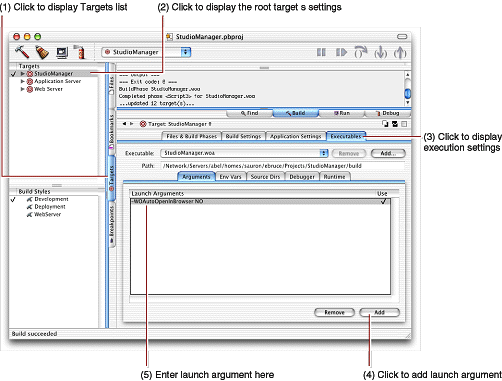 (1) Click to display Targets list
(2) Click to display the root target s settings
StudioManager.pbproj
StudioManager
Targets
StudioManager
Application Server
Web Server
Files
Bookmarks
Targets
Breakpoints
=== Exit code: 0 ===
BuildPhase StudioManager.woa
Completed phase <Script3> for StudioManager.woa
...updated 12 target(s)...
Find
Build
Run
Debug
Target: StudioManager
Files & Build Phases
Build Settings
Application Settings
Executables
(3) Click to display
execution settings
Executable:
StudioManager.woa
Remove
Add...
Path:
/Network/Servers/abel/homes/sauron/ebruce/Projects/StudioManager/build
Arguments
Env Vars
Source Dirs
Debugger
Runtime
Build Styles
Development
Deployment
WebServer
Launch Arguments
Use
-WOAutoOpenInBrowser NO
Remove
Add
Build succeeded
(5) Enter launch argument here
(4) Click to add launch argument